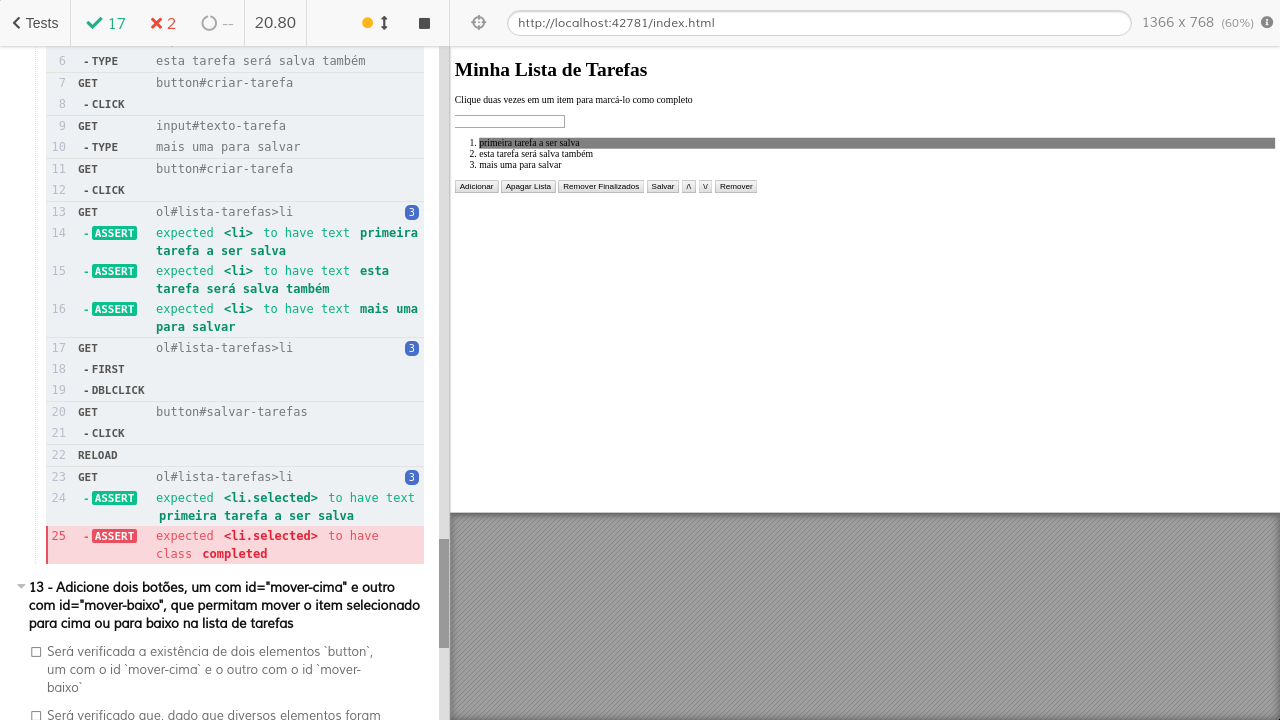 Tests
17
2
--
20.80
http://localhost:42781/index.html
1366 x 768 (60%)
6 -TYPE esta tarefa será salva também
7 GET button#criar-tarefa
8 -CLICK
9 GET input#texto-tarefa
10 -TYPE mais uma para salvar
11 GET button#criar-tarefa
12 -CLICK
13 GET ol#lista-tarefas>li 3
14 -ASSERT expected <li> to have text primeira
tarefa a ser salva
15 -ASSERT expected <li> to have text esta
tarefa será salva também
16 -ASSERT expected <li> to have text mais uma
para salvar
17 GET ol#lista-tarefas>li 3
18 -FIRST
19 -DBLCLICK
20 GET button#salvar-tarefas
21 -CLICK
22 RELOAD
23 GET ol#lista-tarefas>li 3
24 -ASSERT expected <li.selected> to have text
primeira tarefa a ser salva
25 -ASSERT expected <li.selected> to have
class completed
13 - Adicione dois botões, um com id="mover-cima" e outro
com id="mover-baixo", que permitam mover o item selecionado
para cima ou para baixo na lista de tarefas
Será verificada a existência de dois elementos `button`,
um com o id `mover-cima` e o outro com o id `mover-
baixo`
Será verificado que, dado que diversos elementos foram
Minha Lista de Tarefas
Clique duas vezes em um item para marcá-lo como completo
1. primeira tarefa a ser salva
2. esta tarefa será salva também
3. mais uma para salvar
Adicionar Apagar Lista Remover Finalizados Salvar /\ \/ Remover